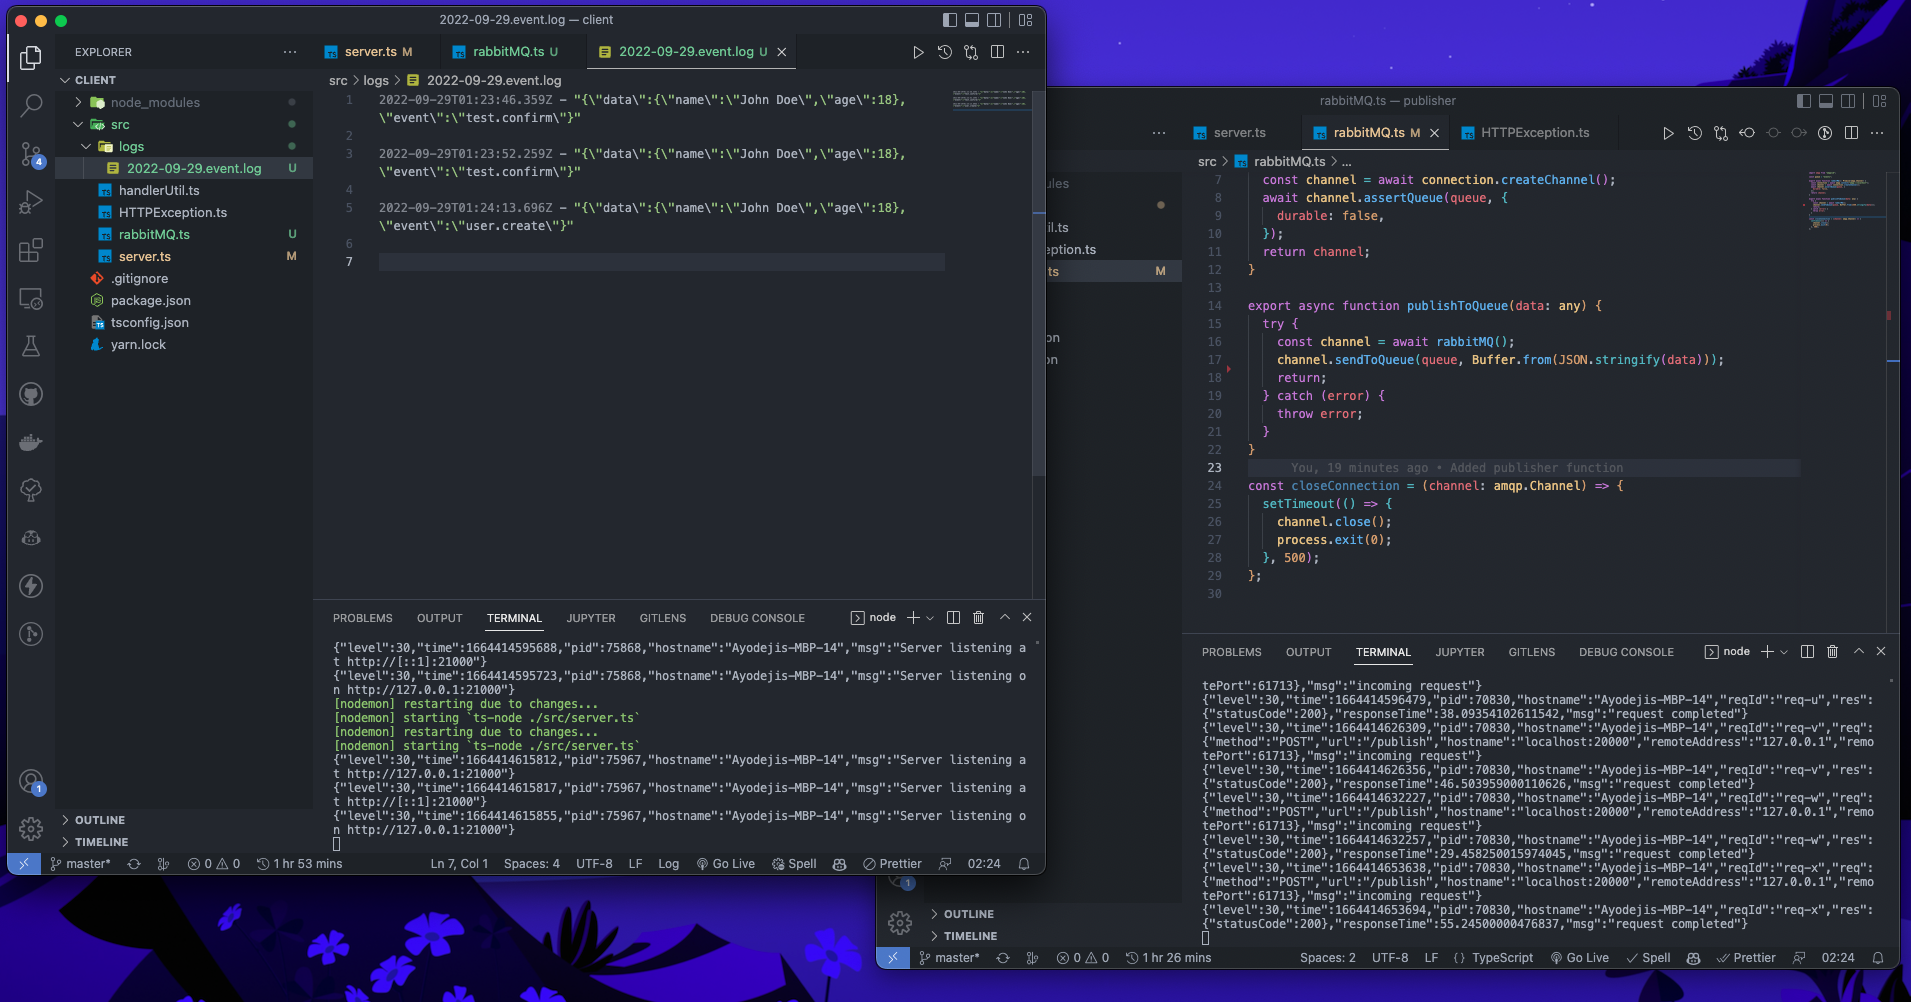 2022-09-29.event.log — client
EXPLORER
server.ts M
rabbitMQ.ts U
2022-09-29.event.log U
CLIENT
node_modules
src
logs
2022-09-29.event.log U
handlerUtil.ts
HTTPException.ts
rabbitMQ.ts U
server.ts M
.gitignore
package.json
tsconfig.json
yarn.lock
4
1
OUTLINE
TIMELINE
src > logs > 2022-09-29.event.log
1 2022-09-29T01:23:46.359Z – "{\"data\":{\"name\":\"John Doe\",\"age\":18},
\"event\":\"test.confirm\"}"
2
3 2022-09-29T01:23:52.259Z – "{\"data\":{\"name\":\"John Doe\",\"age\":18},
\"event\":\"test.confirm\"}"
4
5 2022-09-29T01:24:13.696Z – "{\"data\":{\"name\":\"John Doe\",\"age\":18},
\"event\":\"user.create\"}"
6
7
PROBLEMS OUTPUT TERMINAL JUPYTER GITLENS DEBUG CONSOLE node
{"level":30,"time":1664414595688,"pid":75868,"hostname":"Ayodejis-MBP-14","msg":"Server listening a
t http://[::1]:21000"}
{"level":30,"time":1664414595723,"pid":75868,"hostname":"Ayodejis-MBP-14","msg":"Server listening o
n http://127.0.0.1:21000"}
[nodemon] restarting due to changes...
[nodemon] starting `ts-node ./src/server.ts`
[nodemon] restarting due to changes...
[nodemon] starting `ts-node ./src/server.ts`
{"level":30,"time":1664414615812,"pid":75967,"hostname":"Ayodejis-MBP-14","msg":"Server listening a
t http://127.0.0.1:21000"}
{"level":30,"time":1664414615817,"pid":75967,"hostname":"Ayodejis-MBP-14","msg":"Server listening a
t http://[::1]:21000"}
{"level":30,"time":1664414615855,"pid":75967,"hostname":"Ayodejis-MBP-14","msg":"Server listening o
n http://127.0.0.1:21000"}
master* 0 0 1 hr 53 mins Ln 7, Col 1 Spaces: 4 UTF-8 LF Log Go Live Spell Prettier 02:24
rabbitMQ.ts — publisher
server.ts
rabbitMQ.ts M
HTTPException.ts
ules
il.ts
eption.ts
ts M
on
on
src > rabbitMQ.ts > ...
7 const channel = await connection.createChannel();
8 await channel.assertQueue(queue, {
9 durable: false,
10 });
11 return channel;
12 }
13
14 export async function publishToQueue(data: any) {
15 try {
16 const channel = await rabbitMQ();
17 channel.sendToQueue(queue, Buffer.from(JSON.stringify(data)));
18 return;
19 } catch (error) {
20 throw error;
21 }
22 }
23 You, 19 minutes ago • Added publisher function
24 const closeConnection = (channel: amqp.Channel) => {
25 setTimeout(() => {
26 channel.close();
27 process.exit(0);
28 }, 500);
29 };
30
PROBLEMS OUTPUT TERMINAL JUPYTER GITLENS DEBUG CONSOLE node
tePort":61713},"msg":"incoming request"}
{"level":30,"time":1664414596479,"pid":70830,"hostname":"Ayodejis-MBP-14","reqId":"req-u","res":
{"statusCode":200},"responseTime":38.09354102611542,"msg":"request completed"}
{"level":30,"time":1664414626309,"pid":70830,"hostname":"Ayodejis-MBP-14","reqId":"req-v","req":
{"method":"POST","url":"/publish","hostname":"localhost:20000","remoteAddress":"127.0.0.1","remo
tePort":61713},"msg":"incoming request"}
{"level":30,"time":1664414626356,"pid":70830,"hostname":"Ayodejis-MBP-14","reqId":"req-v","res":
{"statusCode":200},"responseTime":46.503959000110626,"msg":"request completed"}
{"level":30,"time":1664414632227,"pid":70830,"hostname":"Ayodejis-MBP-14","reqId":"req-w","req":
{"method":"POST","url":"/publish","hostname":"localhost:20000","remoteAddress":"127.0.0.1","remo
tePort":61713},"msg":"incoming request"}
{"level":30,"time":1664414632257,"pid":70830,"hostname":"Ayodejis-MBP-14","reqId":"req-w","res":
{"statusCode":200},"responseTime":29.458250015974045,"msg":"request completed"}
{"level":30,"time":1664414653638,"pid":70830,"hostname":"Ayodejis-MBP-14","reqId":"req-x","req":
{"method":"POST","url":"/publish","hostname":"localhost:20000","remoteAddress":"127.0.0.1","remo
tePort":61713},"msg":"incoming request"}
{"level":30,"time":1664414653694,"pid":70830,"hostname":"Ayodejis-MBP-14","reqId":"req-x","res":
{"statusCode":200},"responseTime":55.24500000476837,"msg":"request completed"}
1
OUTLINE
TIMELINE
master* 0 0 1 hr 26 mins Spaces: 2 UTF-8 LF {} TypeScript Go Live Spell Prettier 02:24